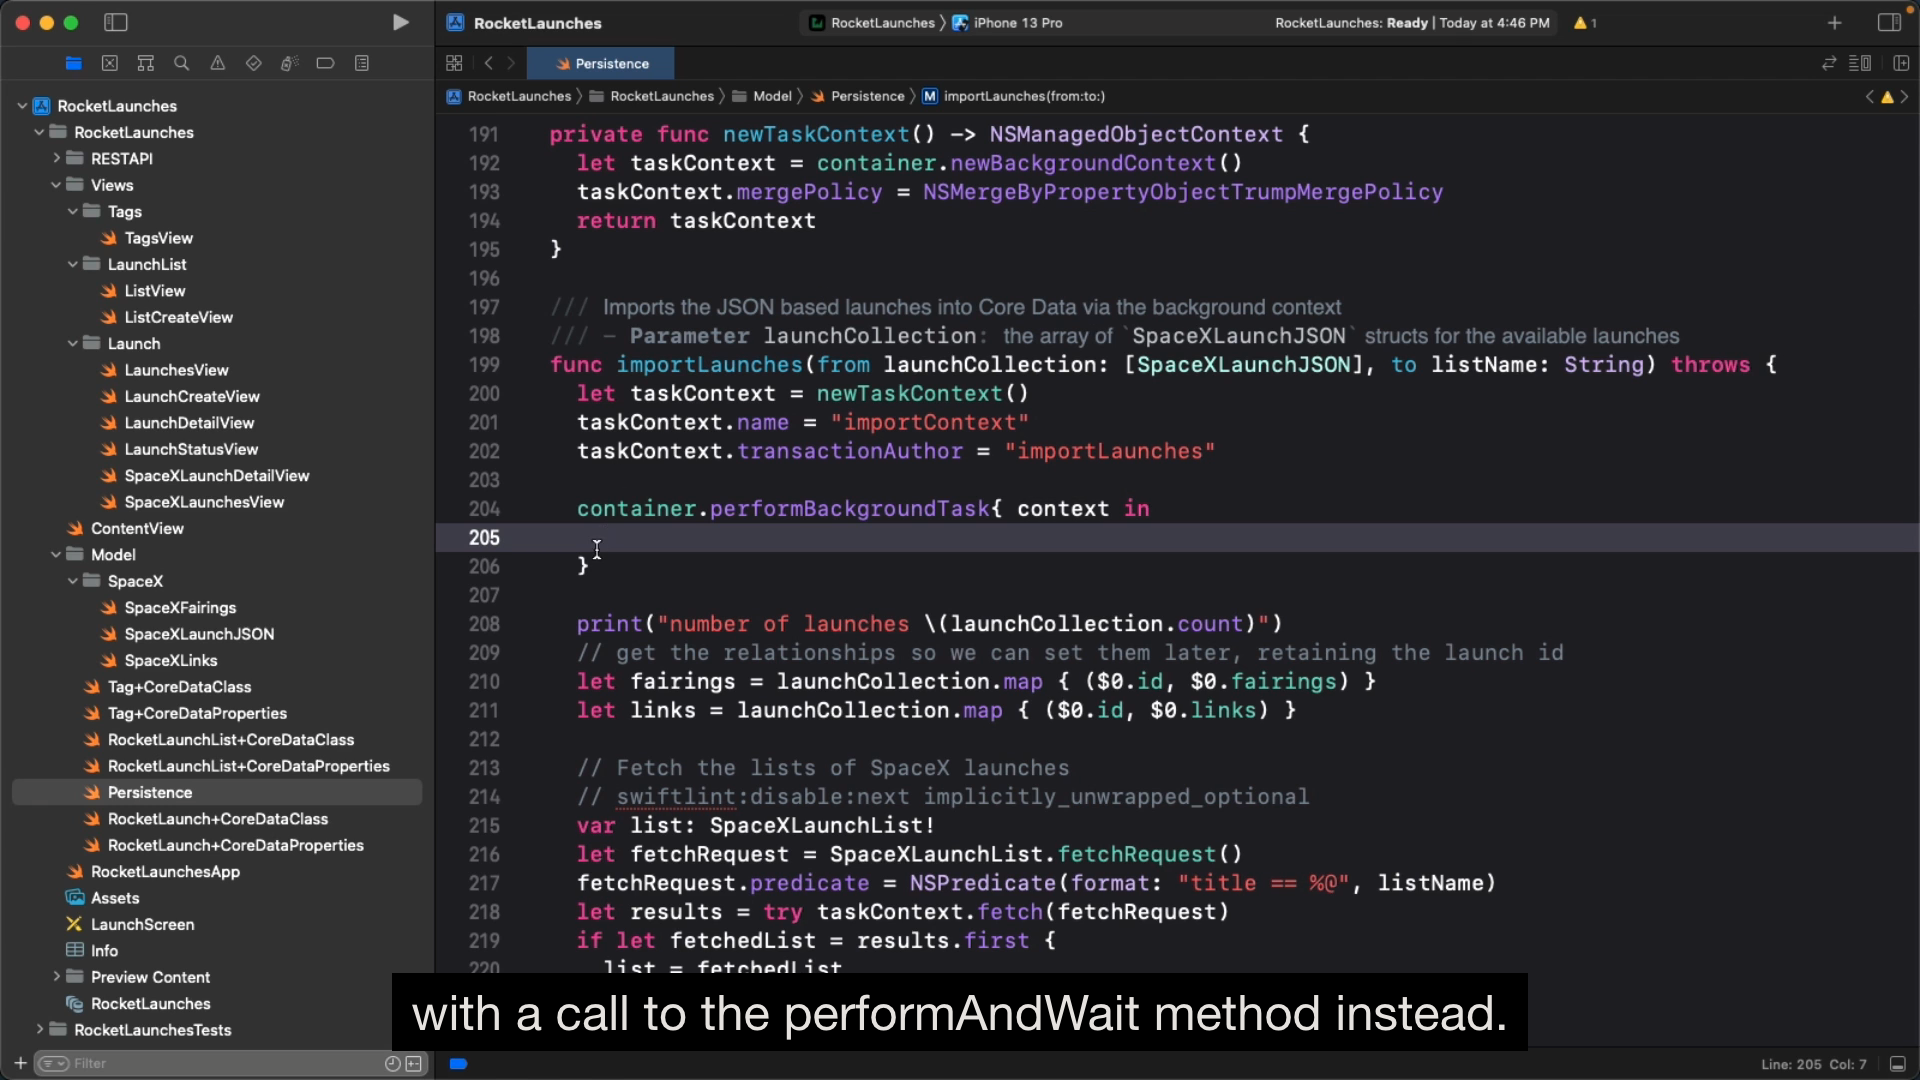 RocketLaunches
RocketLaunches
iPhone 13 Pro
RocketLaunches: Ready | Today at 4:46 PM
1
Persistence
RocketLaunches
RocketLaunches
Model
Persistence
M
importLaunches(from:to:)
RocketLaunches
RocketLaunches
RESTAPI
Views
Tags
TagsView
LaunchList
ListView
ListCreateView
Launch
LaunchesView
LaunchCreateView
LaunchDetailView
LaunchStatusView
SpaceXLaunchDetailView
SpaceXLaunchesView
ContentView
Model
SpaceX
SpaceXFairings
SpaceXLaunchJSON
SpaceXLinks
Tag+CoreDataClass
Tag+CoreDataProperties
RocketLaunchList+CoreDataClass
RocketLaunchList+CoreDataProperties
Persistence
RocketLaunch+CoreDataClass
RocketLaunch+CoreDataProperties
RocketLaunchesApp
Assets
LaunchScreen
Info
Preview Content
RocketLaunches
RocketLaunchesTests
Filter
191 private func newTaskContext() -> NSManagedObjectContext {
192 let taskContext = container.newBackgroundContext()
193 taskContext.mergePolicy = NSMergeByPropertyObjectTrumpMergePolicy
194 return taskContext
195 }
196
197 /// Imports the JSON based launches into Core Data via the background context
198 /// - Parameter launchCollection: the array of `SpaceXLaunchJSON` structs for the available launches
199 func importLaunches(from launchCollection: [SpaceXLaunchJSON], to listName: String) throws {
200 let taskContext = newTaskContext()
201 taskContext.name = "importContext"
202 taskContext.transactionAuthor = "importLaunches"
203
204 container.performBackgroundTask{ context in
205
206 }
207
208 print("number of launches \(launchCollection.count)")
209 // get the relationships so we can set them later, retaining the launch id
210 let fairings = launchCollection.map { ($0.id, $0.fairings) }
211 let links = launchCollection.map { ($0.id, $0.links) }
212
213 // Fetch the lists of SpaceX launches
214 // swiftlint:disable:next implicitly_unwrapped_optional
215 var list: SpaceXLaunchList!
216 let fetchRequest = SpaceXLaunchList.fetchRequest()
217 fetchRequest.predicate = NSPredicate(format: "title == %@", listName)
218 let results = try taskContext.fetch(fetchRequest)
219 if let fetchedList = results.first {
220 list = fetchedList
with a call to the performAndWait method instead.
Line: 205 Col: 7